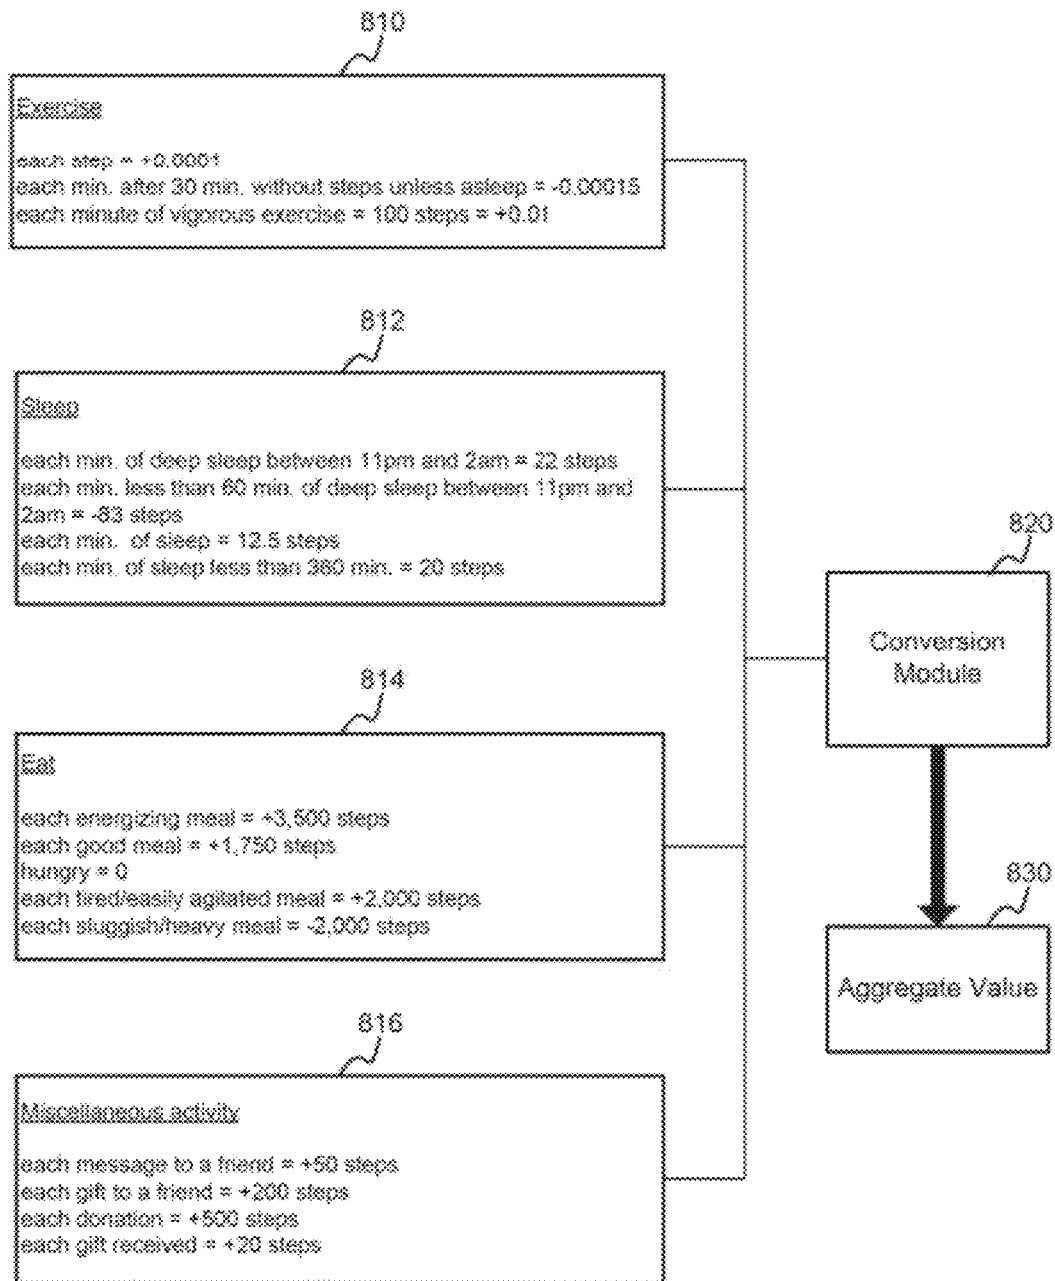 810
Exercise
each step = +0.0001
each min. after 30 min. without steps unless asleep = -0.00015
each minute of vigorous exercise = 100 steps = +0.01
812
Sleep
each min. of deep sleep between 11pm and 2am = 22 steps
each min. less than 60 min. of deep sleep between 11pm and
2am = -83 steps
each min. of sleep = 12.5 steps
each min. of sleep less than 360 min. = 20 steps
814
Eat
each energizing meal = +3,500 steps
each good meal = +1,750 steps
hungry = 0
each tired/easily agitated meal = +2,000 steps
each sluggish/heavy meal = -2,000 steps
816
Miscellaneous activity
each message to a friend = +50 steps
each gift to a friend = +200 steps
each donation = +500 steps
each gift received = +20 steps
820
Conversion
Module
830
Aggregate Value